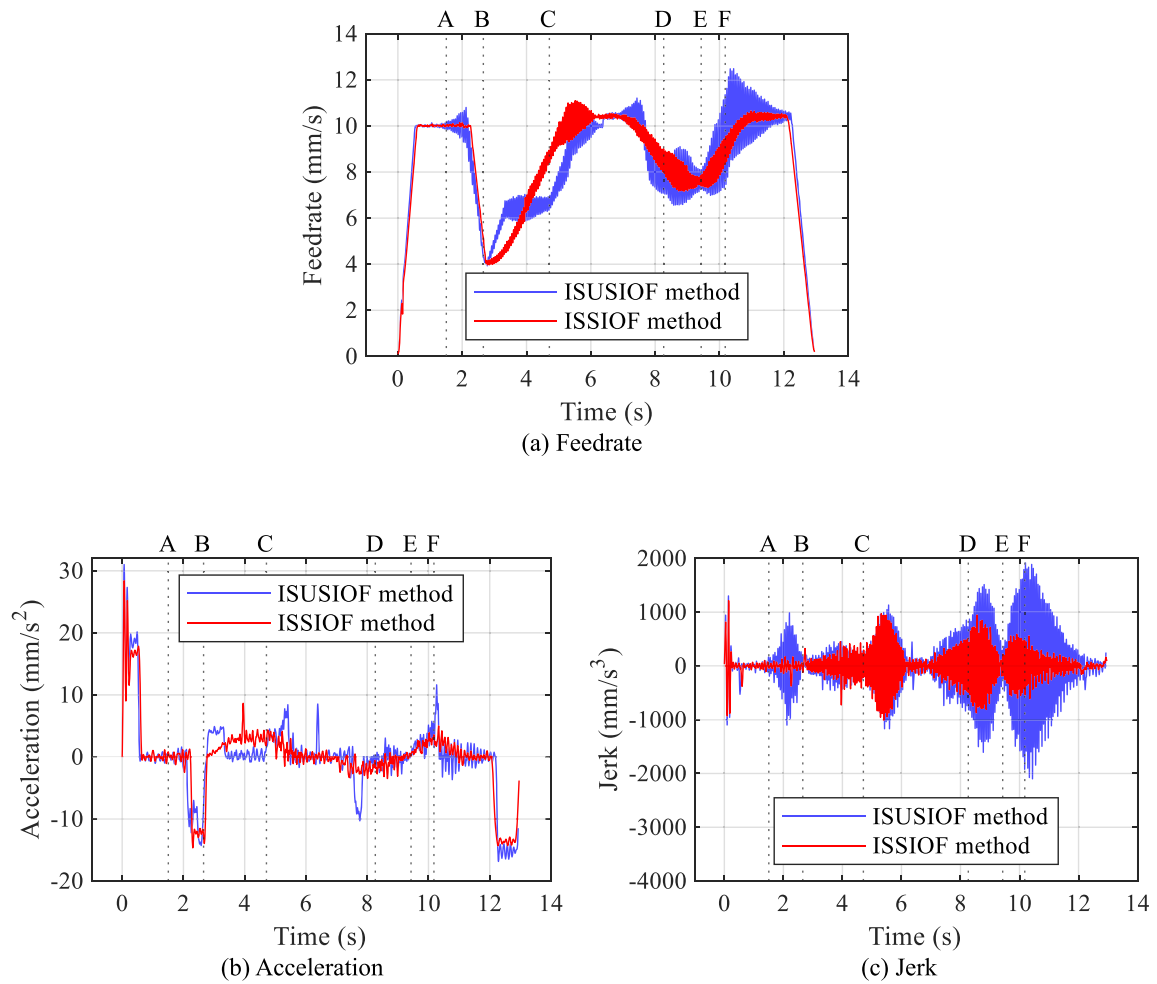 A B C D E F
14
12
10
8
6
4
2
0
Feedrate (mm/s)
ISUSIOF method
ISSIOF method
0 2 4 6 8 10 12 14
Time (s)
(a) Feedrate
A B C D E F
30
20
10
0
-10
-20
Acceleration (mm/s²)
ISUSIOF method
ISSIOF method
0 2 4 6 8 10 12 14
Time (s)
(b) Acceleration
A B C D E F
2000
1000
0
-1000
-2000
-3000
-4000
Jerk (mm/s³)
ISUSIOF method
ISSIOF method
0 2 4 6 8 10 12 14
Time (s)
(c) Jerk